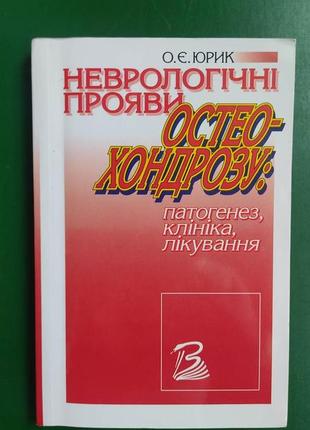 О.Є.ЮРИК
НЕВРОЛОГІЧНІ
ПРОЯВИ
ОСТЕО-
ХОНДРОЗУ:
патогенез,
клініка,
лікування